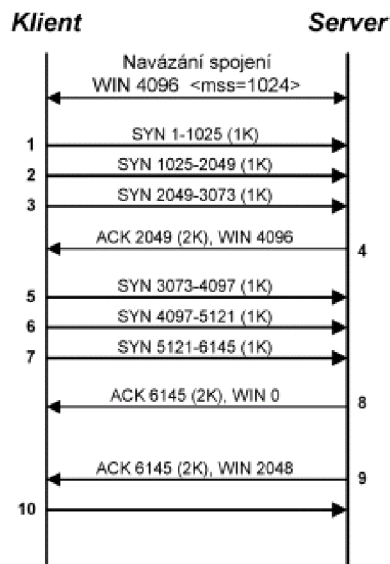 Klient Server
Navázání spojení
WIN 4096 <mss=1024>
1 SYN 1-1025 (1K)
2 SYN 1025-2049 (1K)
3 SYN 2049-3073 (1K)
ACK 2049 (2K), WIN 4096 4
5 SYN 3073-4097 (1K)
6 SYN 4097-5121 (1K)
7 SYN 5121-6145 (1K)
ACK 6145 (2K), WIN 0 8
ACK 6145 (2K), WIN 2048 9
10